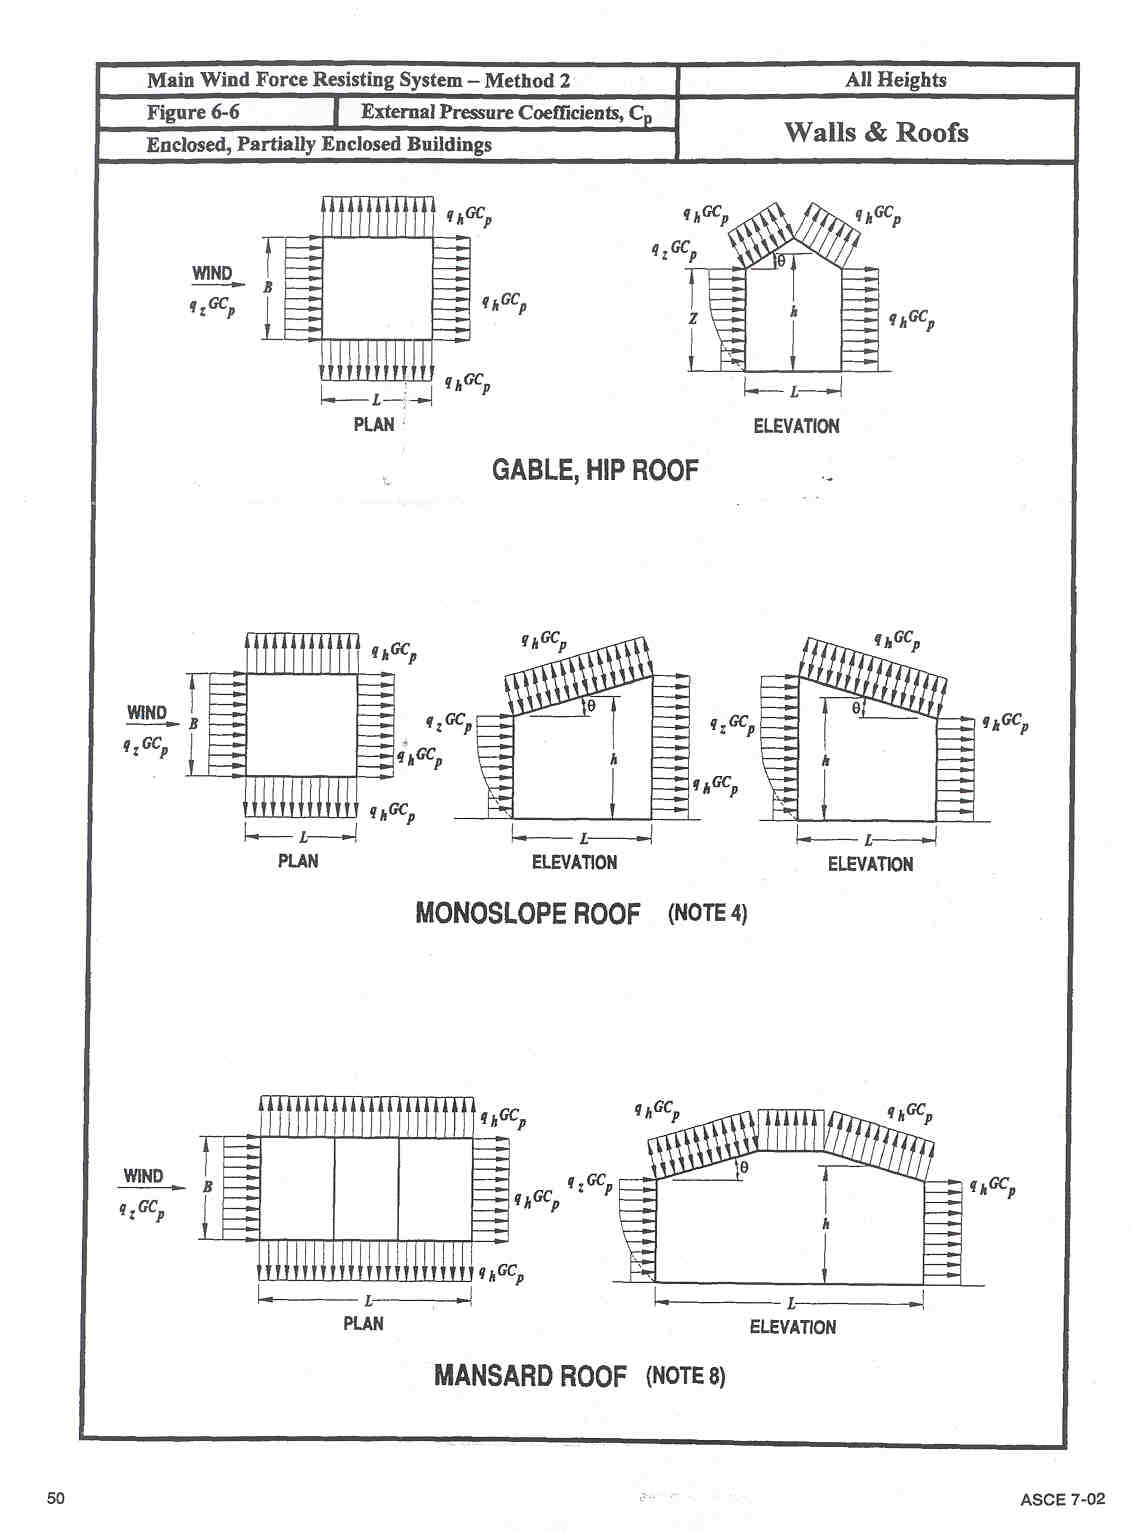 Main Wind Force Resisting System – Method 2
All Heights
Figure 6-6
External Pressure Coefficients, Cp
Walls & Roofs
Enclosed, Partially Enclosed Buildings
qhGCp
WIND
qzGCp
B
qhGCp
qhGCp
L
PLAN
qhGCp
qhGCp
qzGCp
θ
Z
h
qhGCp
L
ELEVATION
GABLE, HIP ROOF
qhGCp
WIND
qzGCp
B
qhGCp
qhGCp
L
PLAN
qhGCp
qzGCp
θ
h
qhGCp
L
ELEVATION
qhGCp
qzGCp
θ
h
qhGCp
L
ELEVATION
MONOSLOPE ROOF (NOTE 4)
qhGCp
WIND
qzGCp
B
qhGCp
qhGCp
L
PLAN
qhGCp
qhGCp
qzGCp
θ
h
qhGCp
L
ELEVATION
MANSARD ROOF (NOTE 8)
50
ASCE 7-02